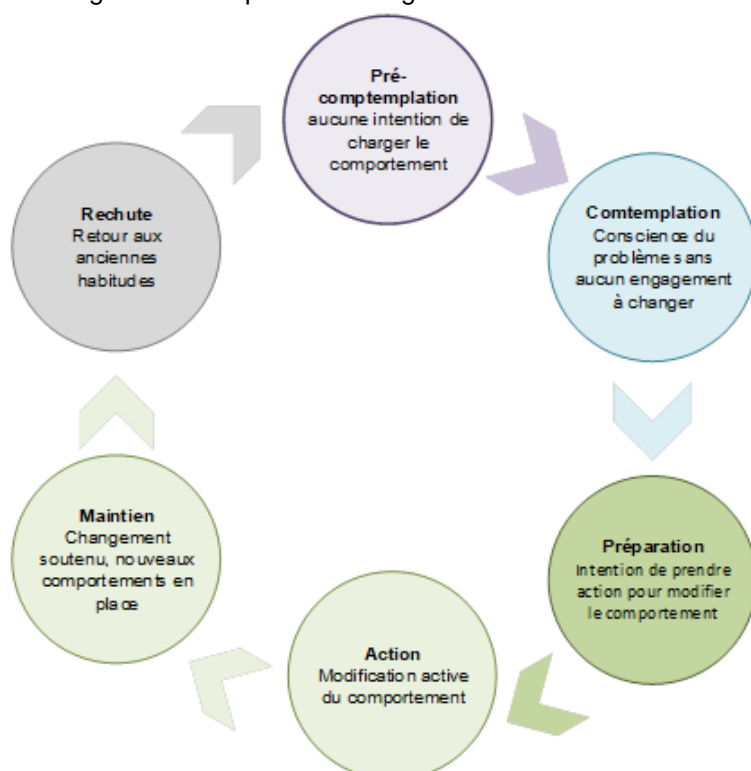 Pré-
comptemplation
aucune intention de
charger le
comportement
Comtemplation
Conscience du
problème sans
aucun engagement
à changer
Préparation
Intention de prendre
action pour modifier
le comportement
Action
Modification active
du comportement
Maintien
Changement
soutenu, nouveaux
comportements en
place
Rechute
Retour aux
anciennes
habitudes